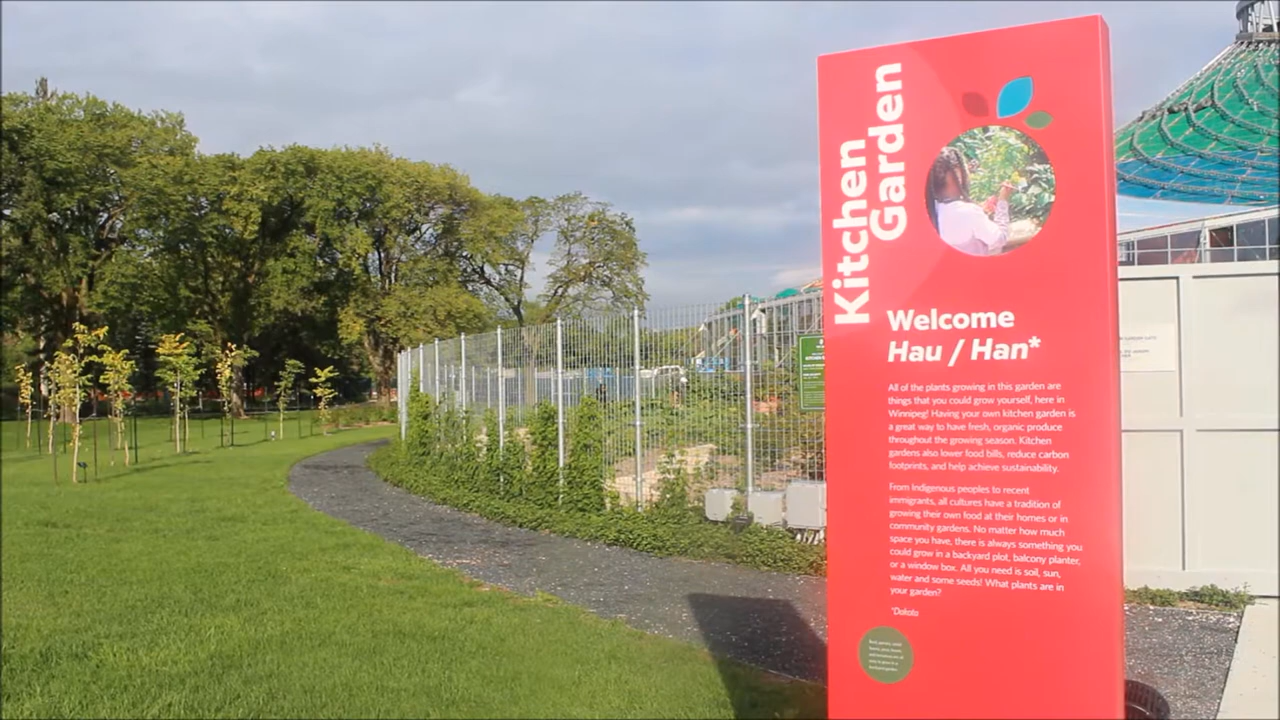 Kitchen
Garden
Welcome
Hau / Han*
All of the plants growing in this garden are
things that you could grow yourself, here in
Winnipeg! Having your own kitchen garden is
a great way to have fresh, organic produce
throughout the growing season. Kitchen
gardens also lower food bills, reduce carbon
footprints, and help achieve sustainability.
From Indigenous peoples to recent
immigrants, all cultures have a tradition of
growing their own food at their homes or in
community gardens. No matter how much
space you have, there is always something you
could grow in a backyard plot, balcony planter,
or a window box. All you need is soil, sun,
water and some seeds! What plants are in
your garden?
*Dakota